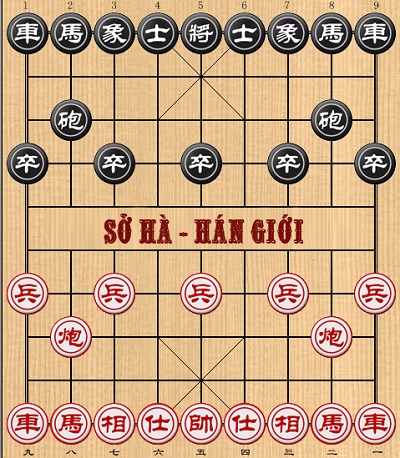 1 2 3 4 5 6 7 8 9
車 馬 象 士 將 士 象 馬 車
砲 砲
卒 卒 卒 卒 卒
SỞ HÀ - HÁN GIỚI
兵 兵 兵 兵 兵
炮 炮
車 馬 相 仕 帥 仕 相 馬 車
九 八 七 六 五 四 三 二 一